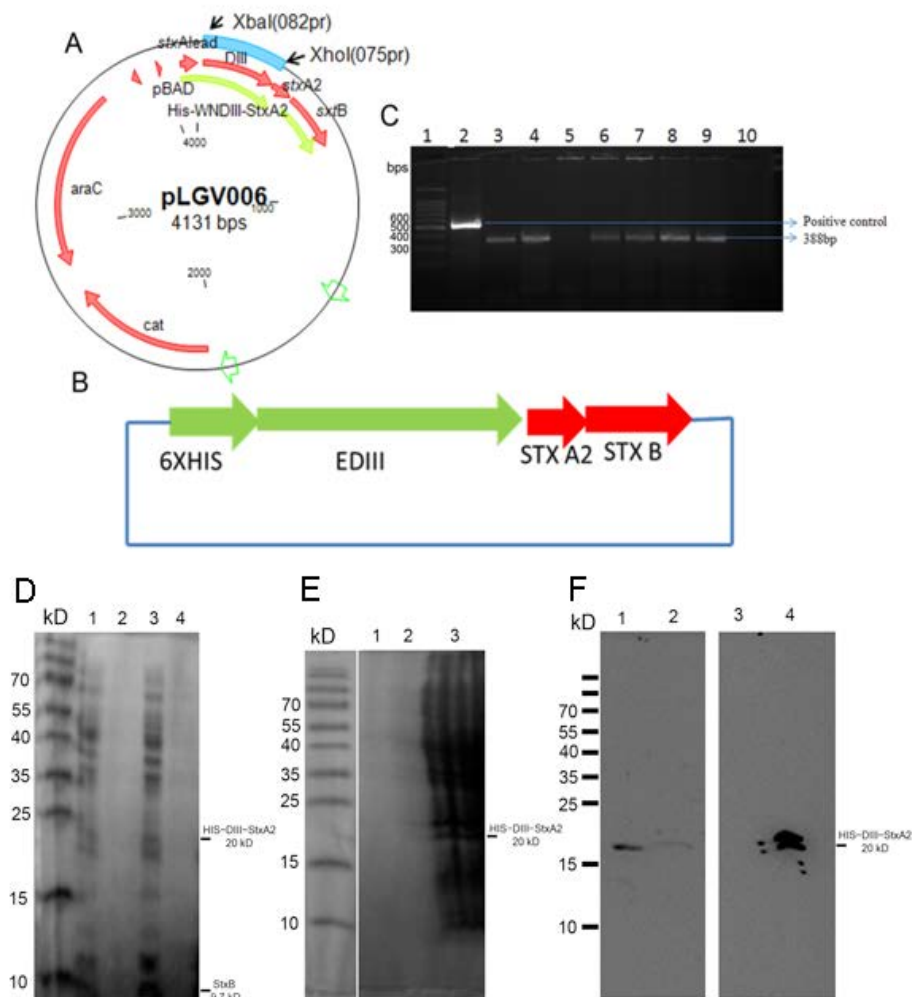 A
XbaI(082pr)
XhoI(075pr)
stxAlead
DIII
stxA2
sxtB
pBAD
His-WNDIII-StxA2
4000
araC
pLGV006
4131 bps
3000
1000
2000
cat
C
1 2 3 4 5 6 7 8 9 10
bps
600
500
400
300
Positive control
388bp
B
6XHIS
EDIII
STX A2
STX B
D
kD 1 2 3 4
70
55
40
35
25
15
10
HIS-DIII-StxA2
20 kD
StxB
9.7 kD
E
kD 1 2 3
70
55
40
35
25
15
10
HIS-DIII-StxA2
20 kD
F
kD 1 2 3 4
70
55
40
35
25
15
10
HIS-DIII-StxA2
20 kD